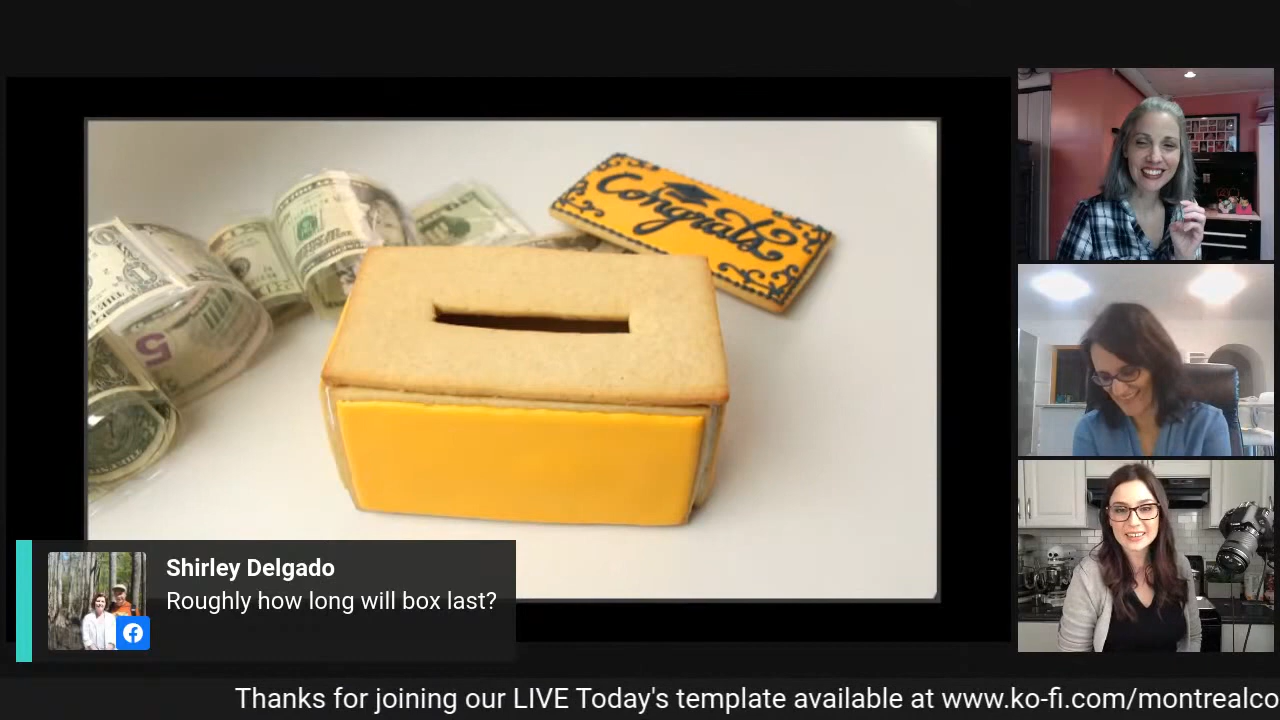 Congrats
5
Shirley Delgado
Roughly how long will box last?
Thanks for joining our LIVE Today's template available at www.ko-fi.com/montrealco